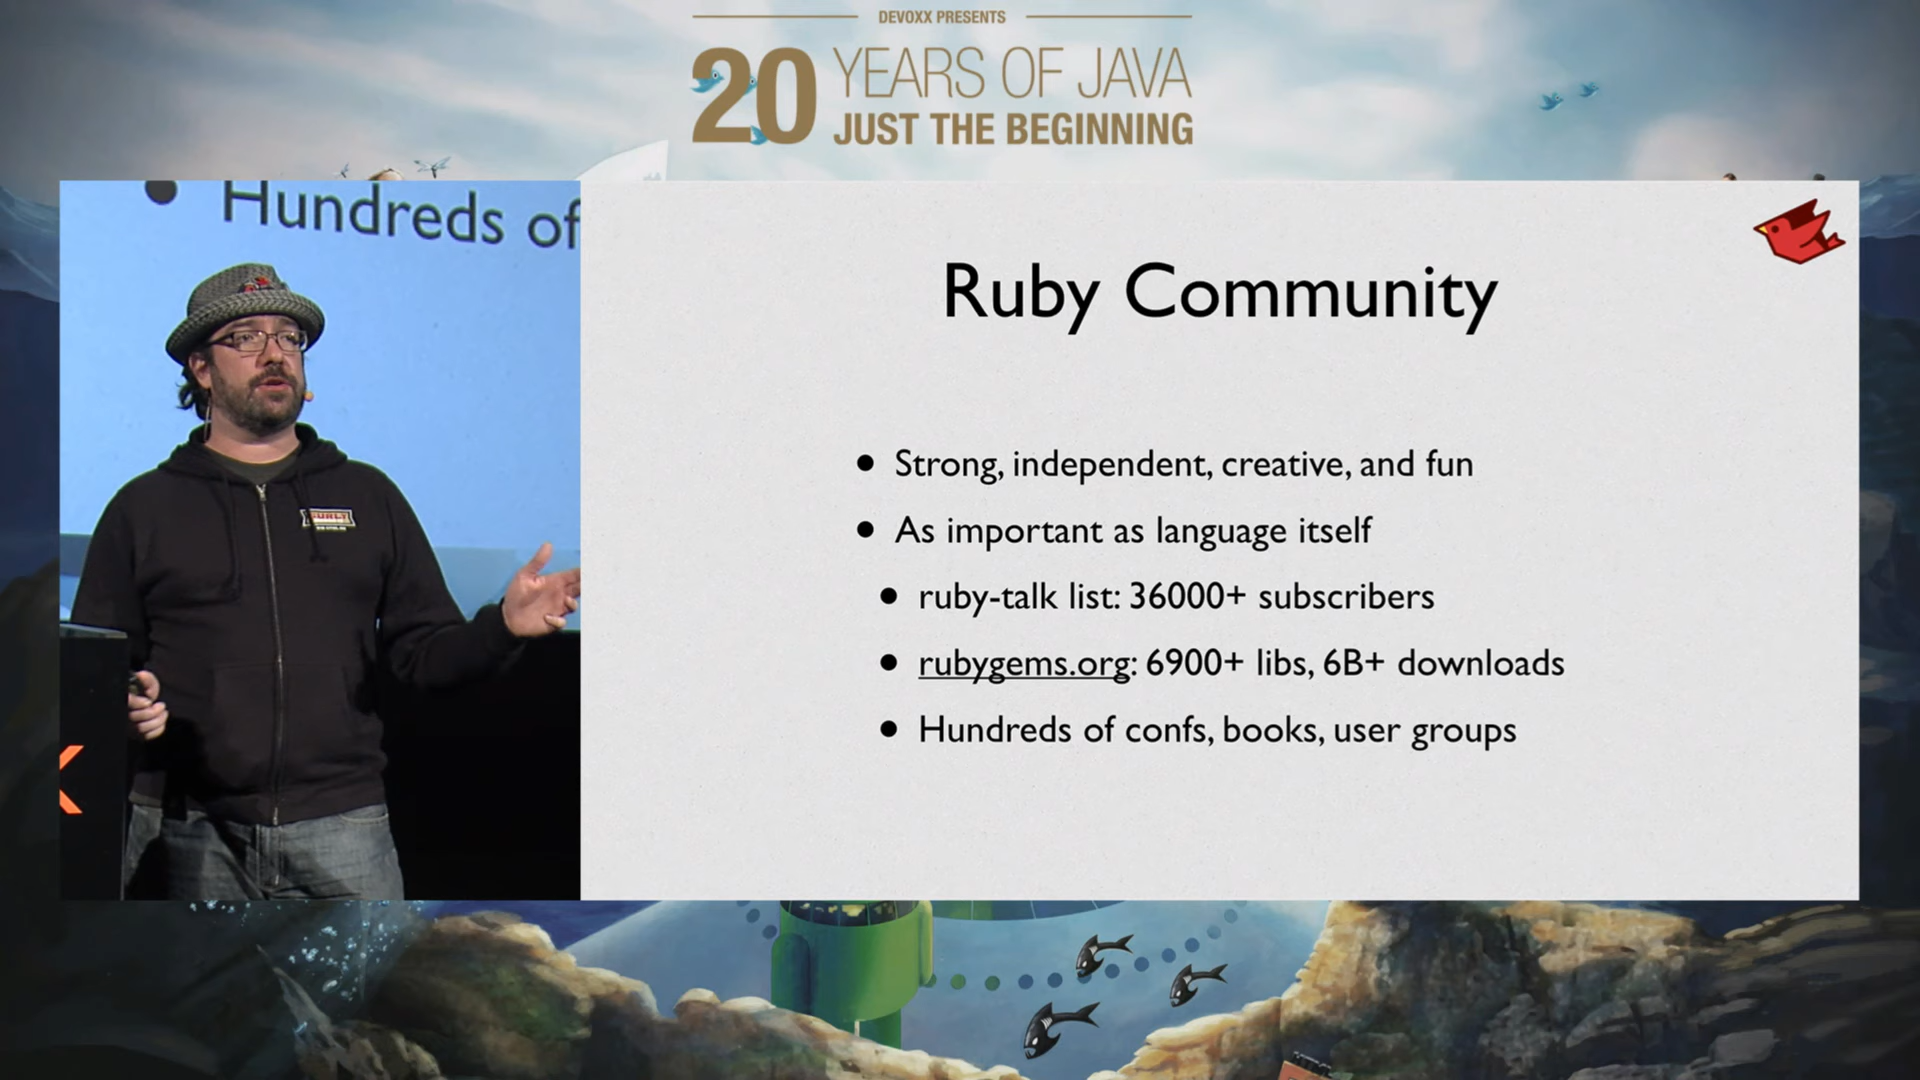 DEVOXX PRESENTS
20 YEARS OF JAVA
JUST THE BEGINNING
Hundreds of
SURLY
Ruby Community
• Strong, independent, creative, and fun
• As important as language itself
• ruby-talk list: 36000+ subscribers
• rubygems.org: 6900+ libs, 6B+ downloads
• Hundreds of confs, books, user groups
X